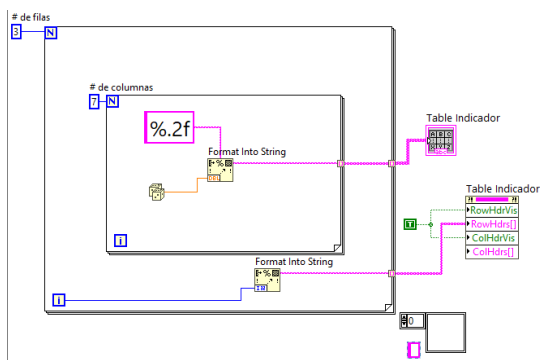 # de filas
3
N
# de columnas
7
N
%.2f
Format Into String
Table Indicador
Table Indicador
RowHdrVis
RowHdrs[]
ColHdrVis
ColHdrs[]
T
i
Format Into String
i
0